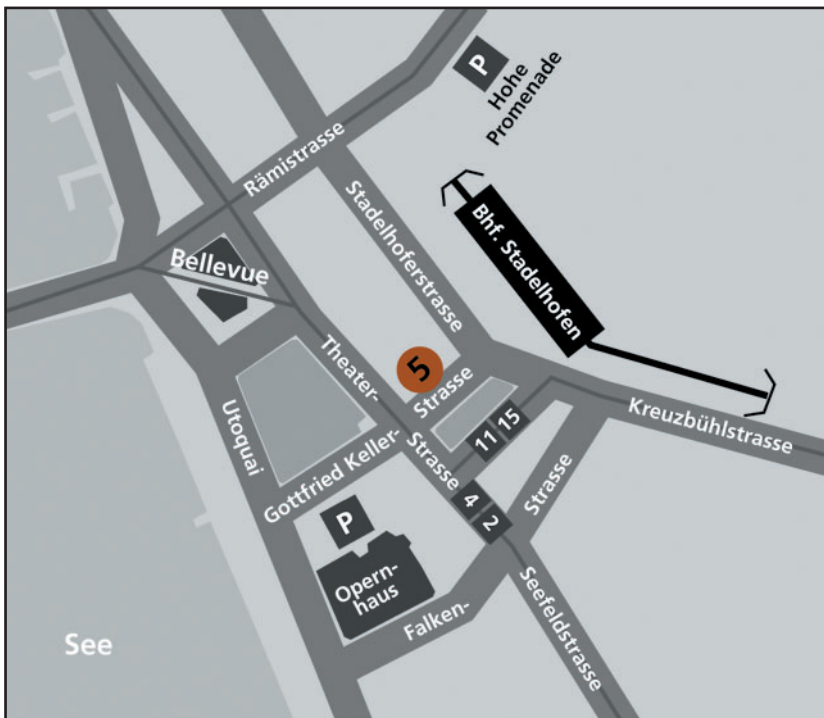 P
Hohe
Promenade
Rämistrasse
Stadelhoferstrasse
Bhf. Stadelhofen
Bellevue
Theater-
Strasse
5
Gottfried Keller-
Strasse
Utoquai
11
15
Kreuzbühlstrasse
4
2
P
Opern-
haus
Falken-
Strasse
Seefeldstrasse
See